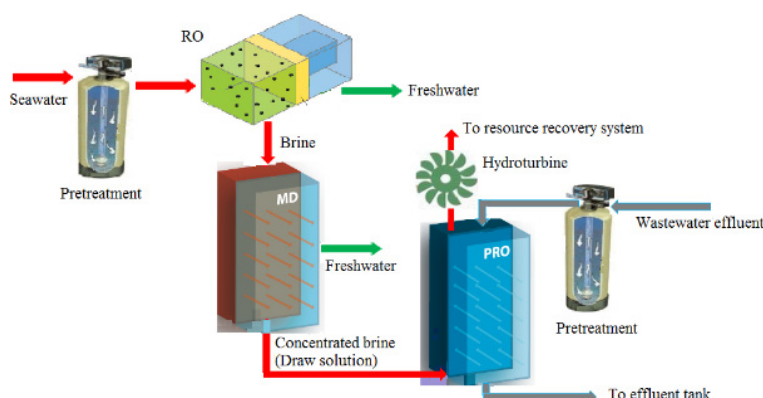 RO
Seawater
Freshwater
Pretreatment
Brine
To resource recovery system
Hydroturbine
MD
Freshwater
PRO
Wastewater effluent
Pretreatment
Concentrated brine
(Draw solution)
To effluent tank